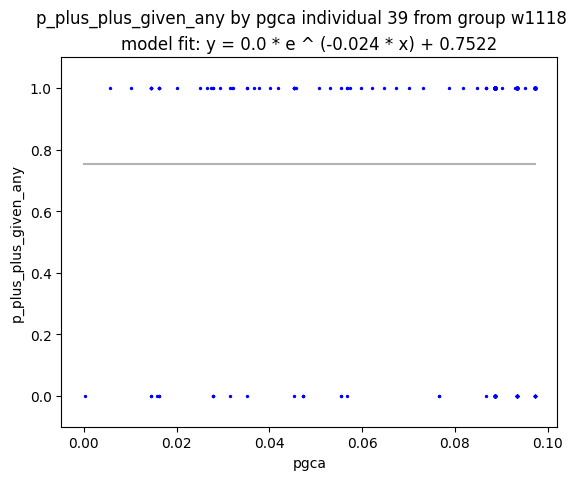 p_plus_plus_given_any by pgca individual 39 from group w1118
model fit: y = 0.0 * e ^ (-0.024 * x) + 0.7522
1.0
0.8
0.6
0.4
0.2
0.0
p_plus_plus_given_any
0.00 0.02 0.04 0.06 0.08 0.10
pgca